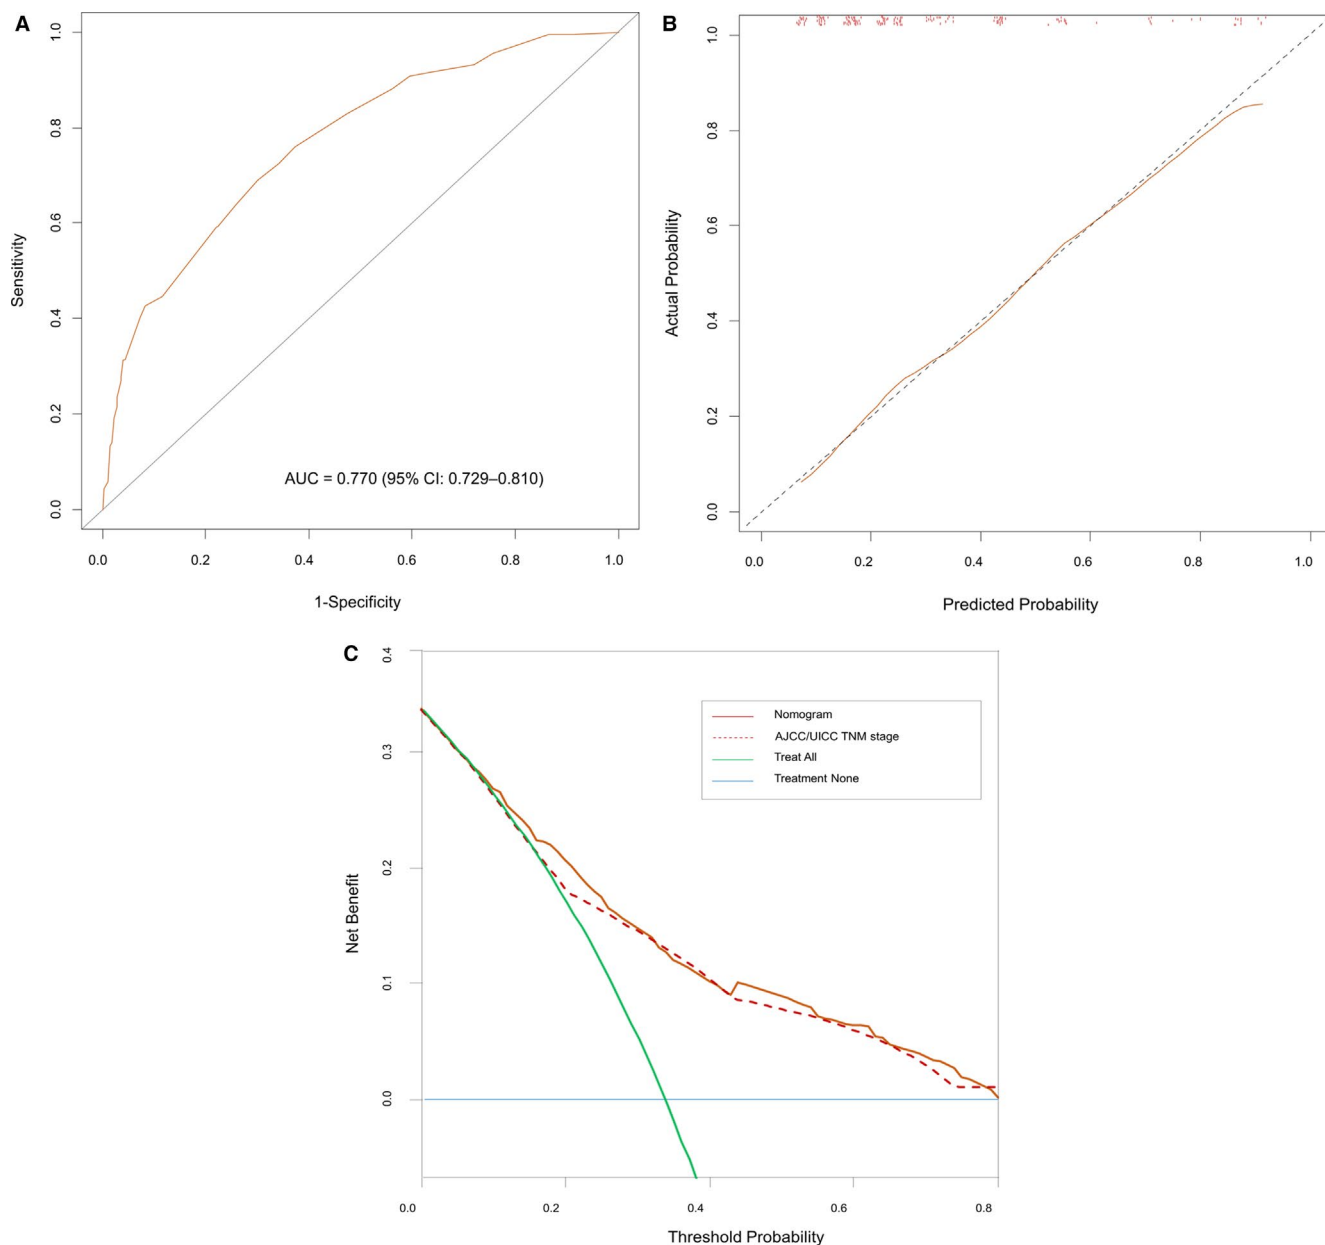 A
1.0
0.8
0.6
0.4
0.2
0.0
Sensitivity
AUC = 0.770 (95% CI: 0.729–0.810)
0.0 0.2 0.4 0.6 0.8 1.0
1-Specificity
B
1.0
0.8
0.6
0.4
0.2
0.0
Actual Probability
0.0 0.2 0.4 0.6 0.8 1.0
Predicted Probability
C
0.4
0.3
0.2
0.1
0.0
Net Benefit
Nomogram
AJCC/UICC TNM stage
Treat All
Treatment None
0.0 0.2 0.4 0.6 0.8
Threshold Probability